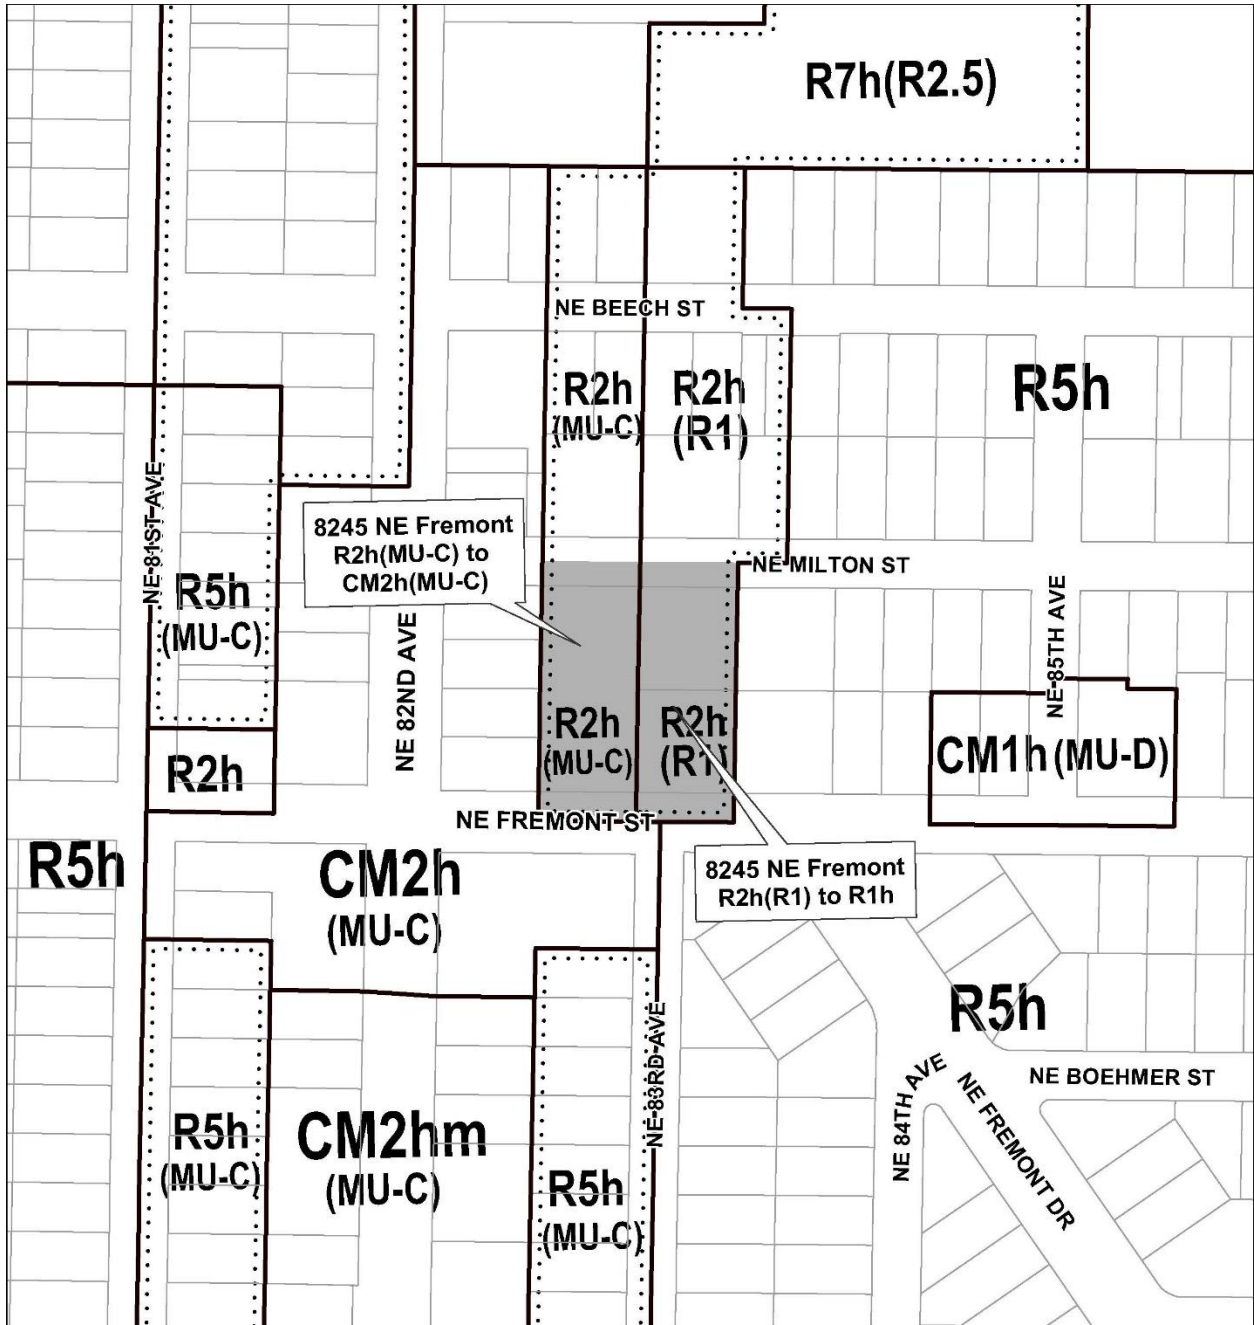 R7h(R2.5)
NE BEECH ST
R2h
(MU-C)
R2h
(R1)
R5h
NE 81ST AVE
8245 NE Fremont
R2h(MU-C) to
CM2h(MU-C)
NE MILTON ST
R5h
(MU-C)
NE 82ND AVE
NE 85TH AVE
R2h
(MU-C)
R2h
(R1)
R2h
CM1h (MU-D)
NE FREMONT ST
R5h
CM2h
(MU-C)
8245 NE Fremont
R2h(R1) to R1h
R5h
NE 83RD AVE
NE 84TH AVE
NE BOEHMER ST
NE FREMONT DR
R5h
(MU-C)
CM2hm
(MU-C)
R5h
(MU-C)